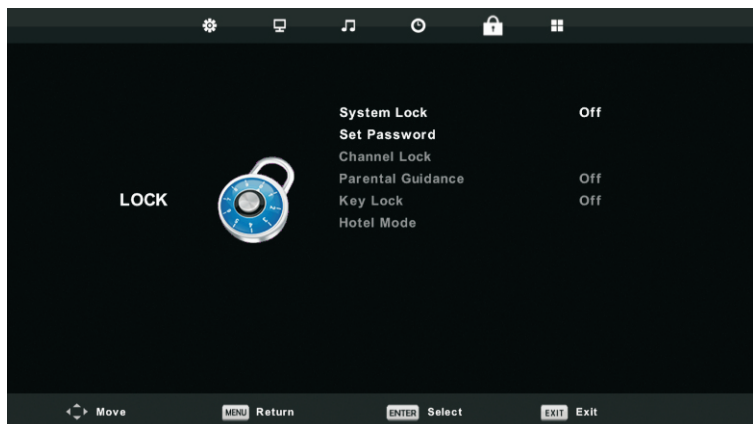 System Lock Off
Set Password
Channel Lock
Parental Guidance Off
LOCK
Key Lock Off
Hotel Mode
Move MENU Return ENTER Select EXIT Exit